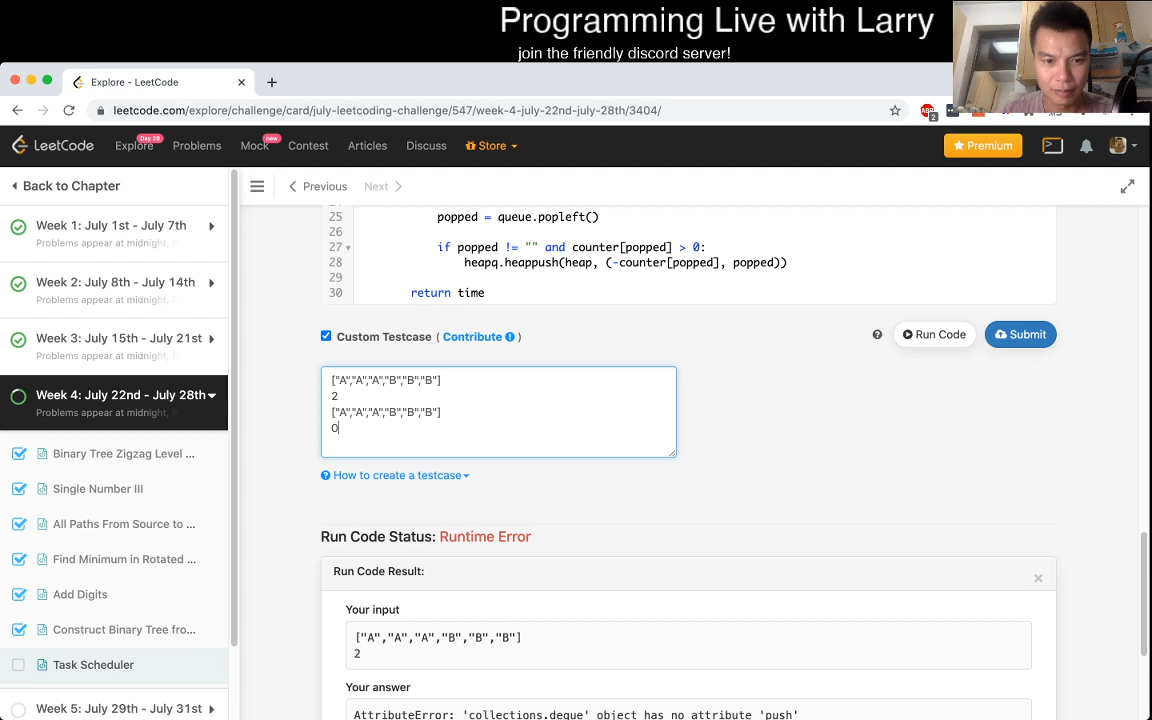 Programming Live with Larry
join the friendly discord server!
Explore - LeetCode
leetcode.com/explore/challenge/card/july-leetcoding-challenge/547/week-4-july-22nd-july-28th/3404/
ABP
2
LeetCode
Explore
Day 28
Problems
Mock
new
Contest
Articles
Discuss
Store
Premium
Back to Chapter
Previous
Next
Week 1: July 1st - July 7th
Problems appear at midnight, P
Week 2: July 8th - July 14th
Problems appear at midnight, P
Week 3: July 15th - July 21st
Problems appear at midnight, P
Week 4: July 22nd - July 28th
Problems appear at midnight, P
Binary Tree Zigzag Level ...
Single Number III
All Paths From Source to ...
Find Minimum in Rotated ...
Add Digits
Construct Binary Tree fro...
Task Scheduler
Week 5: July 29th - July 31st
25 popped = queue.popleft()
26
27 if popped != "" and counter[popped] > 0:
28 heapq.heappush(heap, (-counter[popped], popped))
29
30 return time
Custom Testcase ( Contribute )
Run Code
Submit
["A","A","A","B","B","B"]
2
["A","A","A","B","B","B"]
0
How to create a testcase
Run Code Status: Runtime Error
Run Code Result:
×
Your input
["A","A","A","B","B","B"]
2
Your answer
AttributeError: 'collections.deque' object has no attribute 'push'